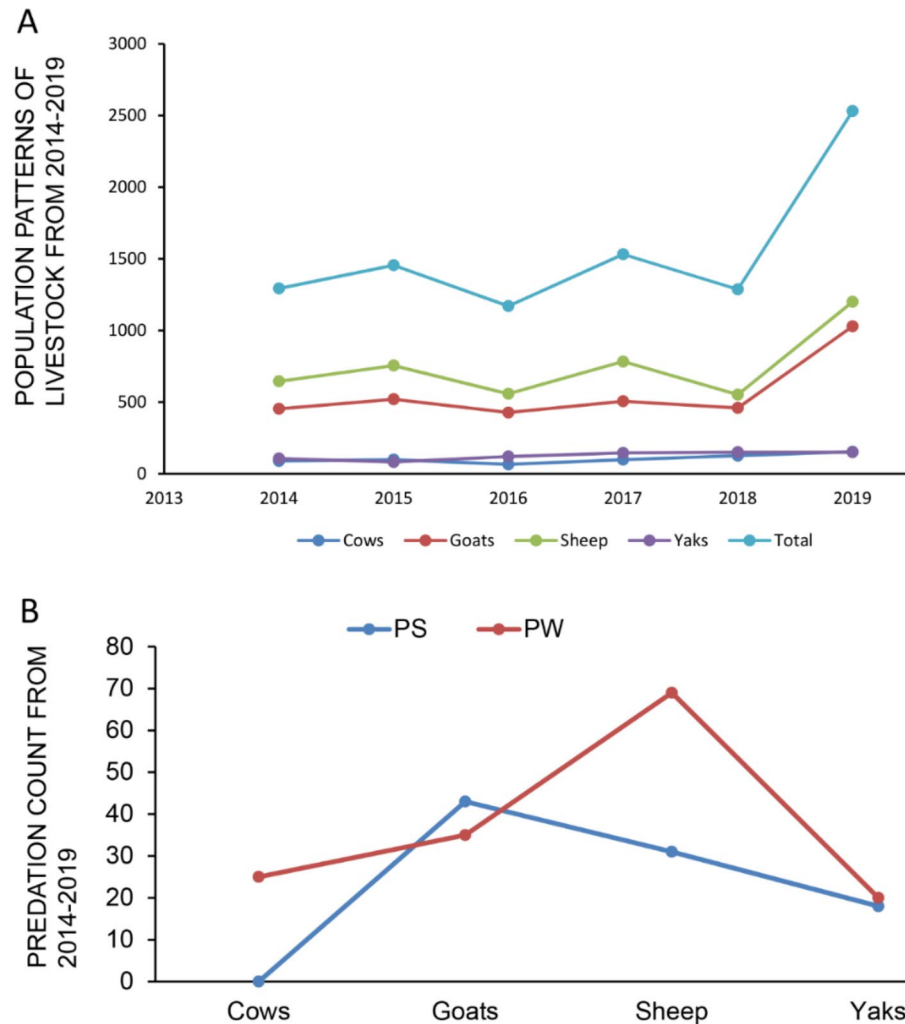 A
POPULATION PATTERNS OF
LIVESTOCK FROM 2014-2019
3000
2500
2000
1500
1000
500
0
2013 2014 2015 2016 2017 2018 2019
Cows Goats Sheep Yaks Total
B
PS PW
PREDATION COUNT FROM
2014-2019
80
70
60
50
40
30
20
10
0
Cows Goats Sheep Yaks